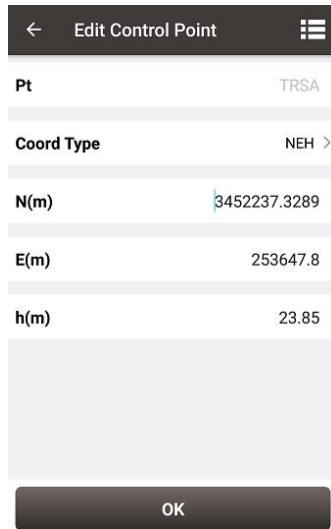 Edit Control Point
Pt TRSA
Coord Type NEH
N(m) 3452237.3289
E(m) 253647.8
h(m) 23.85
OK